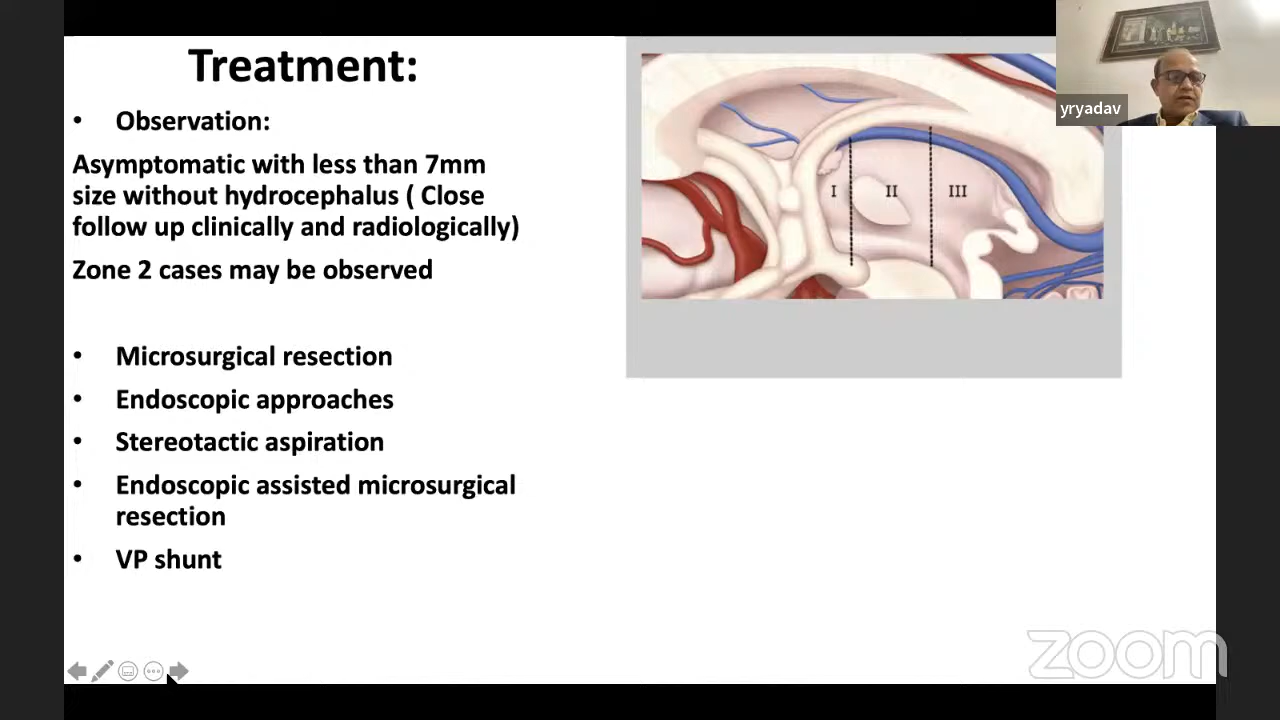 Treatment:
• Observation:
Asymptomatic with less than 7mm
size without hydrocephalus ( Close
follow up clinically and radiologically)
Zone 2 cases may be observed
• Microsurgical resection
• Endoscopic approaches
• Stereotactic aspiration
• Endoscopic assisted microsurgical
resection
• VP shunt
I II III
yryadav
zoom